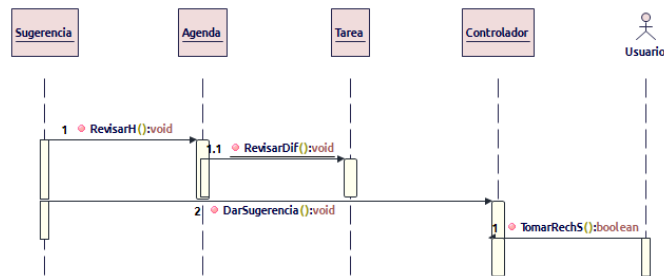 Sugerencia
Agenda
Tarea
Controlador
Usuario
1 RevisarH():void
1.1 RevisarDif():void
2 DarSugerencia():void
1 TomarRechS():boolean